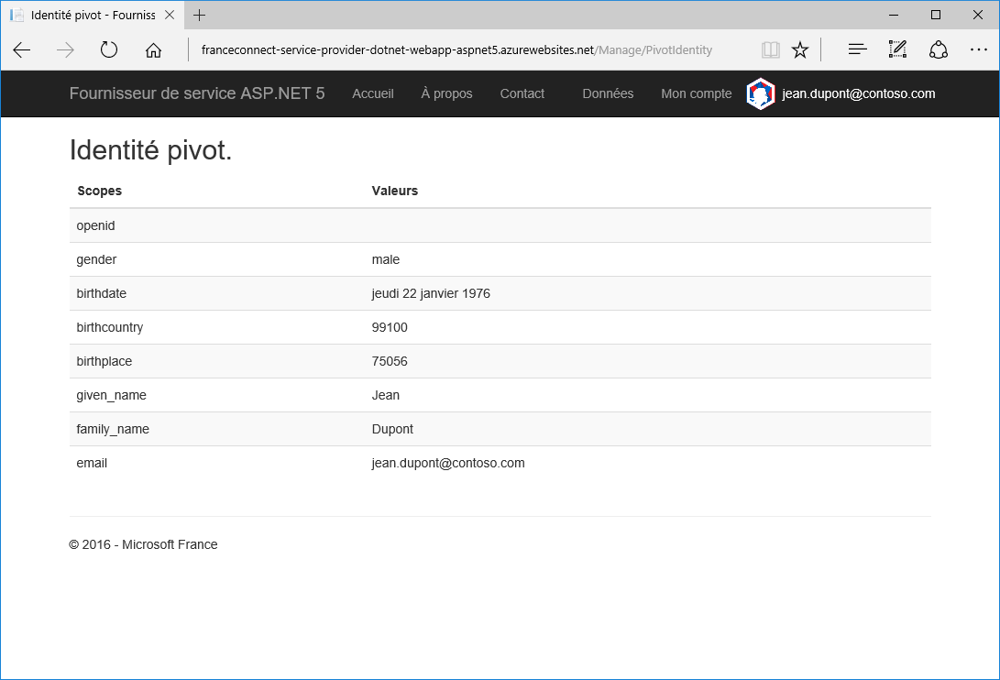 Identité pivot - Fourniss
franceconnect-service-provider-dotnet-webapp-aspnet5.azurewebsites.net/Manage/PivotIdentity
Fournisseur de service ASP.NET 5 Accueil À propos Contact Données Mon compte jean.dupont@contoso.com
Identité pivot.
Scopes Valeurs
openid
gender male
birthdate jeudi 22 janvier 1976
birthcountry 99100
birthplace 75056
given_name Jean
family_name Dupont
email jean.dupont@contoso.com
© 2016 - Microsoft France